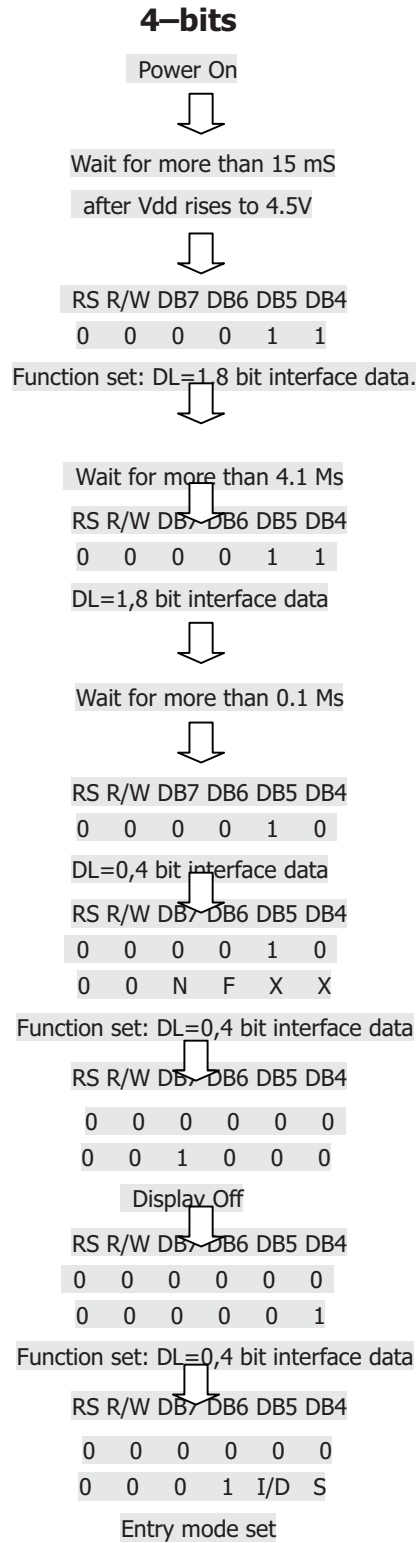 4–bits
Power On
Wait for more than 15 mS
after Vdd rises to 4.5V
RS R/W DB7 DB6 DB5 DB4
0 0 0 0 1 1
Function set: DL=1,8 bit interface data.
Wait for more than 4.1 Ms
RS R/W DB7 DB6 DB5 DB4
0 0 0 0 1 1
DL=1,8 bit interface data
Wait for more than 0.1 Ms
RS R/W DB7 DB6 DB5 DB4
0 0 0 0 1 0
DL=0,4 bit interface data
RS R/W DB7 DB6 DB5 DB4
0 0 0 0 1 0
0 0 N F X X
Function set: DL=0,4 bit interface data
RS R/W DB7 DB6 DB5 DB4
0 0 0 0 0 0
0 0 1 0 0 0
Display Off
RS R/W DB7 DB6 DB5 DB4
0 0 0 0 0 0
0 0 0 0 0 1
Function set: DL=0,4 bit interface data
RS R/W DB7 DB6 DB5 DB4
0 0 0 0 0 0
0 0 0 1 I/D S
Entry mode set